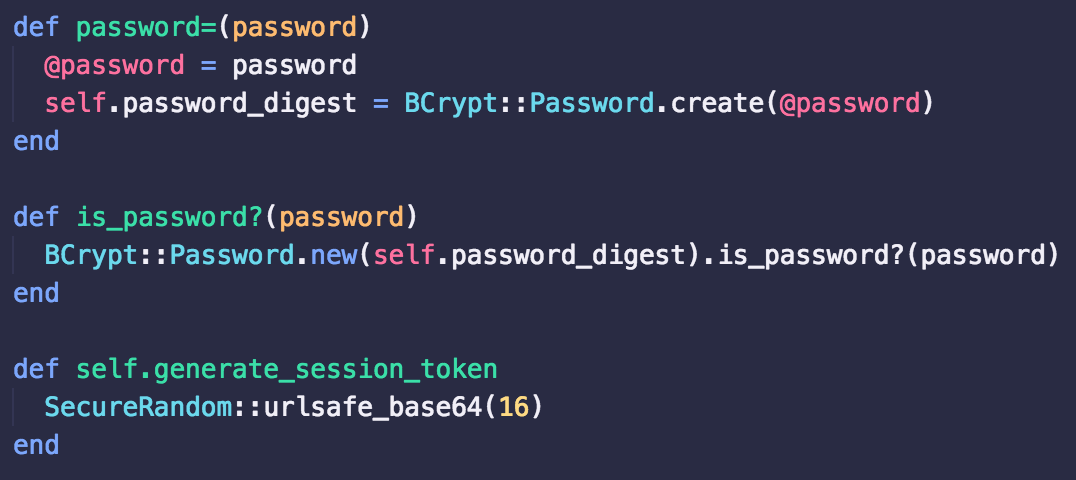 def password=(password)
  @password = password
  self.password_digest = BCrypt::Password.create(@password)
end

def is_password?(password)
  BCrypt::Password.new(self.password_digest).is_password?(password)
end

def self.generate_session_token
  SecureRandom::urlsafe_base64(16)
end